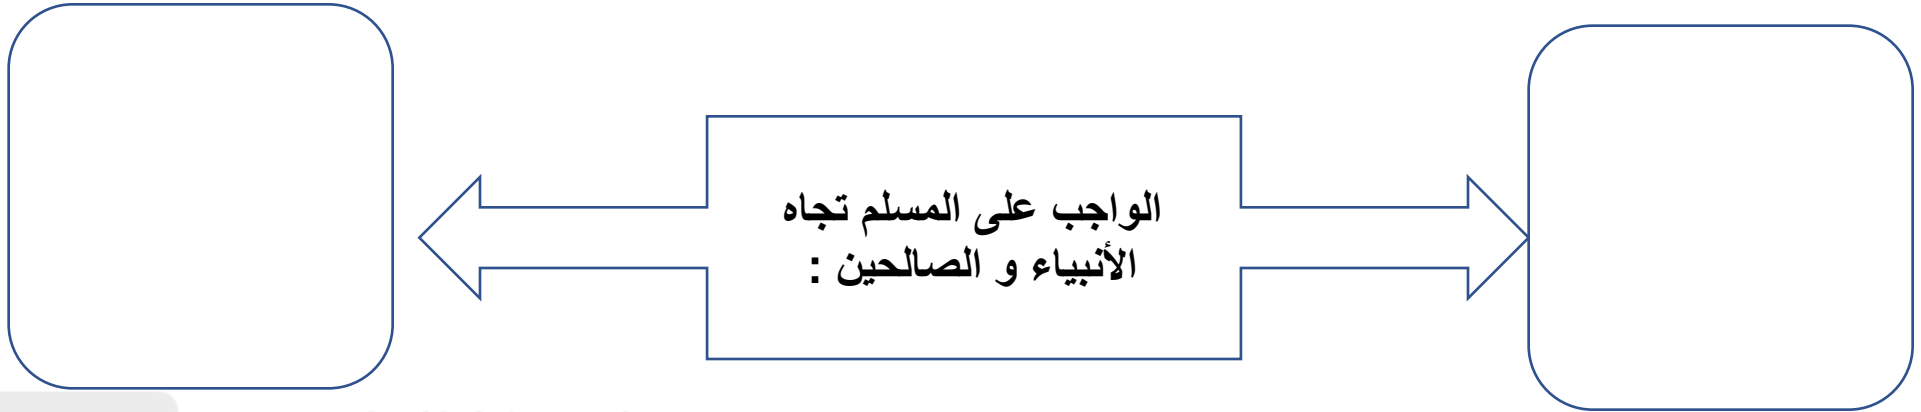 الواجب على المسلم تجاه
الأنبياء و الصالحين :